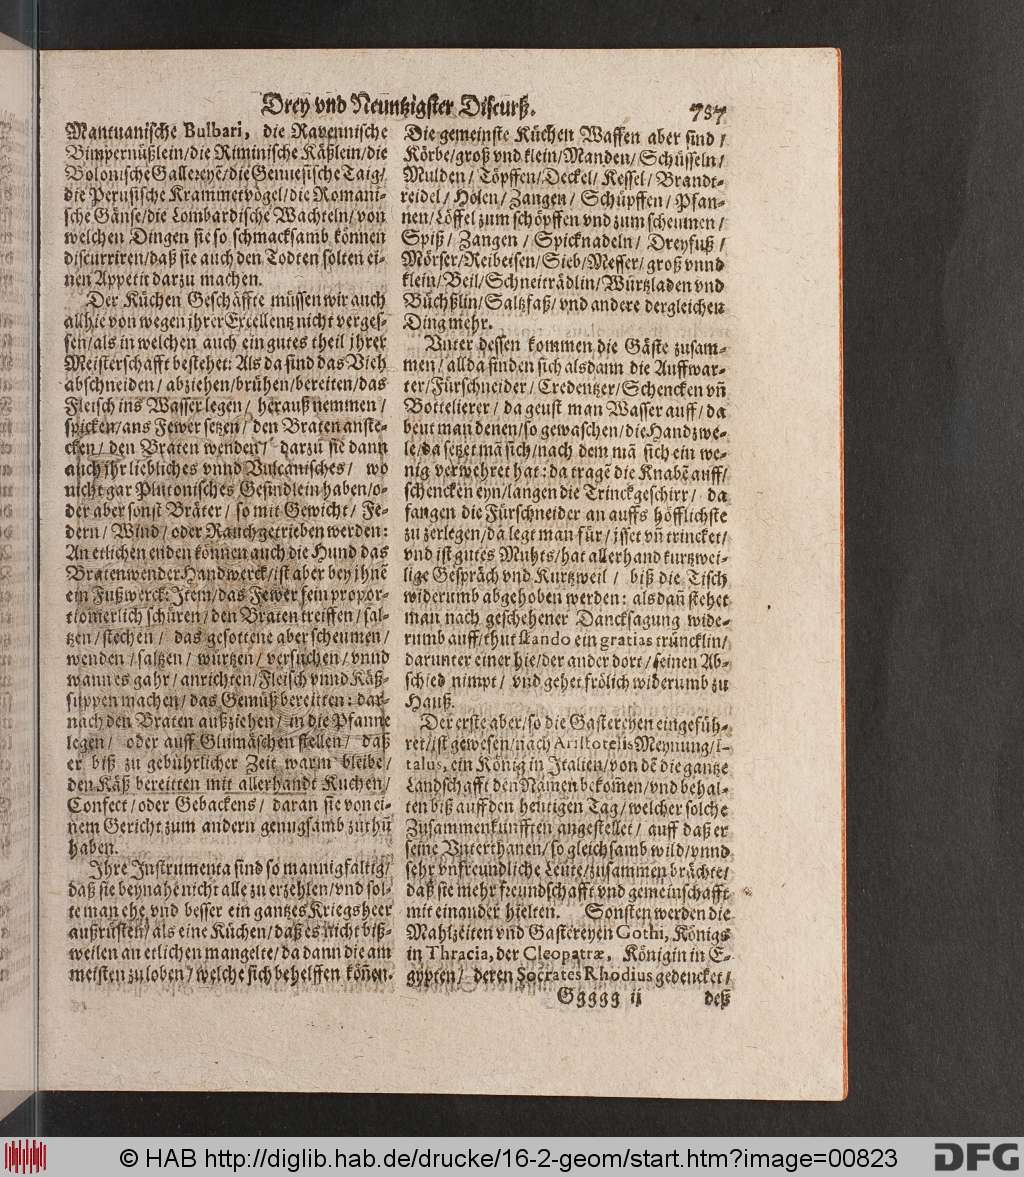 Drey vnd Neuntzigster Discurß. 787
Mantuanische Bulbari, die Ravennische
Bimpernüßlein/die Riminische Käßlein/die
Bolonische Gallereyē/die Genuesische Taig/
die Perusische Krammetvögel/die Romani-
sche Gänse/die Lombardische Wachteln/von
welchen Dingen sie so schmacksamb können
discurriren/daß sie auch den Todten solten ei-
nen Appetit darzu machen.
Der Küchen Geschäffte müssen wir auch
allhie von wegen jhrer Excellentz nicht verges-
sen/als in welchen auch ein gutes theil jhrer
Meisterschafft bestehet: Als da sind das Vieh
abschneiden/abziehen/brühen/bereiten/das
Fleisch ins Wasser legen/ herauß nemmen/
spicken/ans Fewer setzen/ den Braten anste-
cken/ den Braten wenden/ darzu sie dann
auch jhr liebliches vnnd Vulcanisches/ wo
nicht gar Plutonisches Gesindlein haben/o-
der aber sonst Bräter/ so mit Gewicht/ Fe-
dern/ Wind/ oder Rauch getrieben werden:
An etlichen enden können auch die Hund das
Bratenwender Handwerck/ist aber bey jhnē
ein Fußwerck: Item/das Fewer fein propor-
tionierlich schüren/den Braten treiffen/sal-
tzen/stechen/ das gesottene aber scheumen/
wenden/saltzen/ würtzen/versuchen/vnnd
wann es gahr/anrichten/Fleisch vnnd Käß-
suppen machen/das Gemüß bereitten: dar-
nach den Braten außziehen/in die Pfanne
legen/ oder auff Glumäschen stellen/ daß
er biß zu gebührlicher Zeit warm bleibe/
den Käß bereitten mit allerhandt Kuchen/
Confect/oder Gebackens/ daran sie von ei-
nem Gericht zum andern genugsamb zuthū
haben.
Ihre Instrumenta sind so mannigfaltig/
daß sie beynahe nicht alle zu erzehlen/vnd sol-
te man ehe vnd besser ein gantzes Kriegsheer
außrüsten/als eine Küchen/daß es nicht biß-
weilen an etlichen mangelte/da dann die am
meisten zu loben/welche sich behelffen könnē.
Die gemeinste Küchen Waffen aber sind/
Körbe/groß vnd klein/Manden/Schüsseln/
Mulden/ Töpffen/Deckel/Kessel/Brandt-
reidel/Holen/Zangen/ Schüpffen/ Pfan-
nen/Löffel zum schöpffen vnd zum scheumen/
Spiß/ Zangen/ Spicknadeln/ Dreyfuß/
Mörser/Reibeisen/Sieb/Messer/groß vnnd
klein/Beil/Schneiträdlin/Würtzladen vnd
Büchßlin/Saltzfaß/vnd andere dergleichen
Ding mehr.
Vnter dessen kommen die Gäste zusam-
men/allda finden sich alsdann die Auffwar-
ter/Fürschneider/Credentzer/Schencken vñ
Bottelierer/da geust man Wasser auff/da
beut man denen/so gewaschen/die Handzwe-
le/da setzet mā sich/nach dem mā sich ein we-
nig verwehret hat: da tragē die Knabē auff/
schencken eyn/langen die Trinckgeschirr/ da
fangen die Fürschneider an auffs höfflichste
zu zerlegen/da legt man für/jsset vñ trincket/
vnd ist gutes Muhts/hat allerhand kurtzwei-
lige Gespräch vnd Kurtzweil/ biß die Tisch
widerumb abgehoben werden: alsdañ stehet
man nach geschehener Dancksagung wide-
rumb auff/thut stando ein gratias trüncklin/
darunter einer hie/der ander dort/seinen Ab-
schied nimpt/ vnd gehet frölich widerumb zu
Hauß.
Der erste aber/so die Gastereyen eingefüh-
ret/ist gewesen/nach Aristotelis Meynung/I-
talus, ein König in Italien/von dē die gantze
Landschafft den Namen bekomen/vnd behal-
ten biß auff den heutigen Tag/welcher solche
Zusammenkunfften angestellet/ auff daß er
seine Vnterthanen/so gleichsamb wild/vnnd
sehr vnfreundliche Leute/zusammen brächte/
daß sie mehr freundschafft vnd gemeinschafft
mit einander hielten. Sonsten werden die
Mahlzeiten vnd Gastereyen Gothi, Königs
in Thracia, der Cleopatræ, Königin in E-
gypten/ deren Socrates Rhodius gedencket/
Ggggg ij deß
© HAB http://diglib.hab.de/drucke/16-2-geom/start.htm?image=00823
DFG